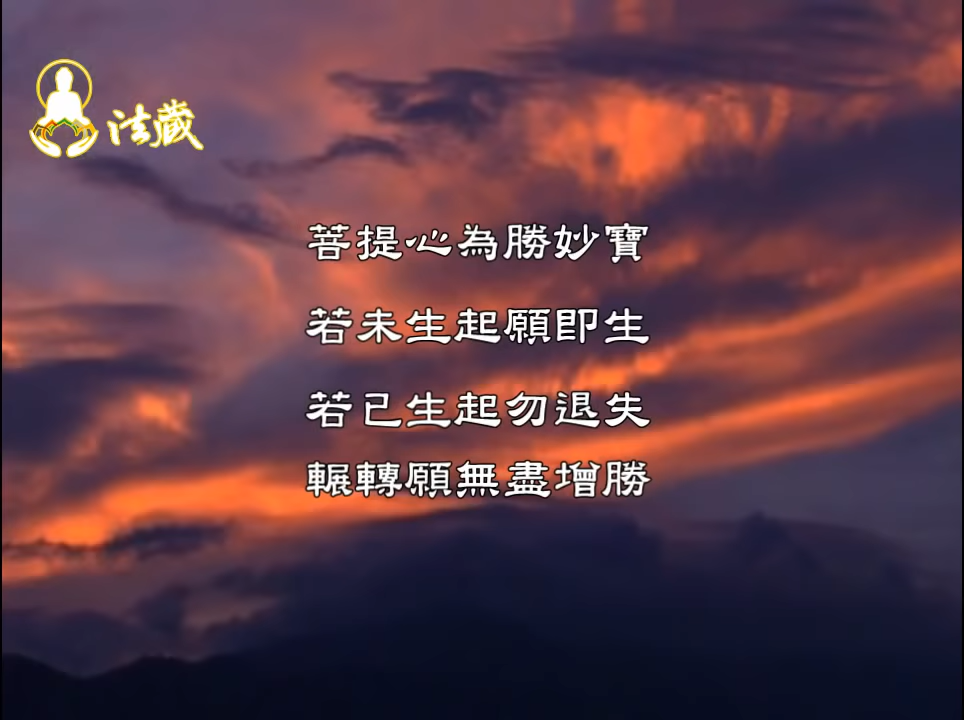 法藏
菩提心為勝妙寶
若未生起願即生
若已生起勿退失
輾轉願無盡增勝